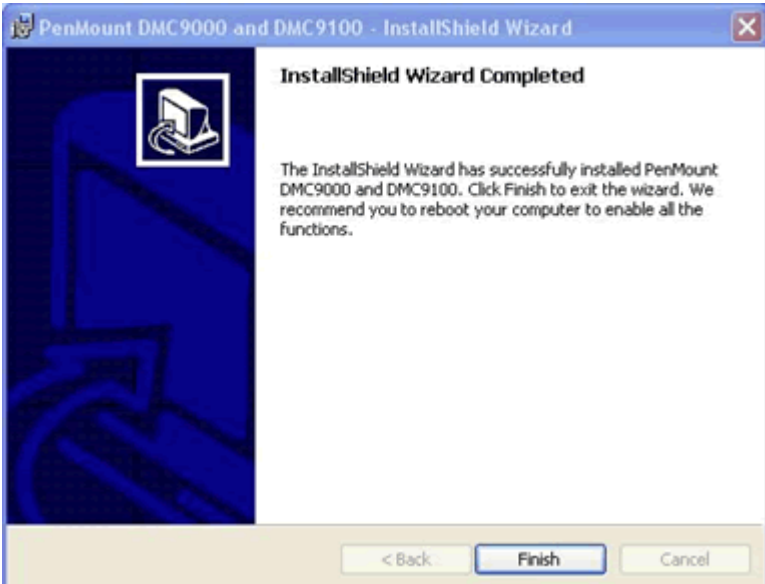 PenMount DMC9000 and DMC9100 - InstallShield Wizard
InstallShield Wizard Completed
The InstallShield Wizard has successfully installed PenMount
DMC9000 and DMC9100. Click Finish to exit the wizard. We
recommend you to reboot your computer to enable all the
functions.
< Back Finish Cancel